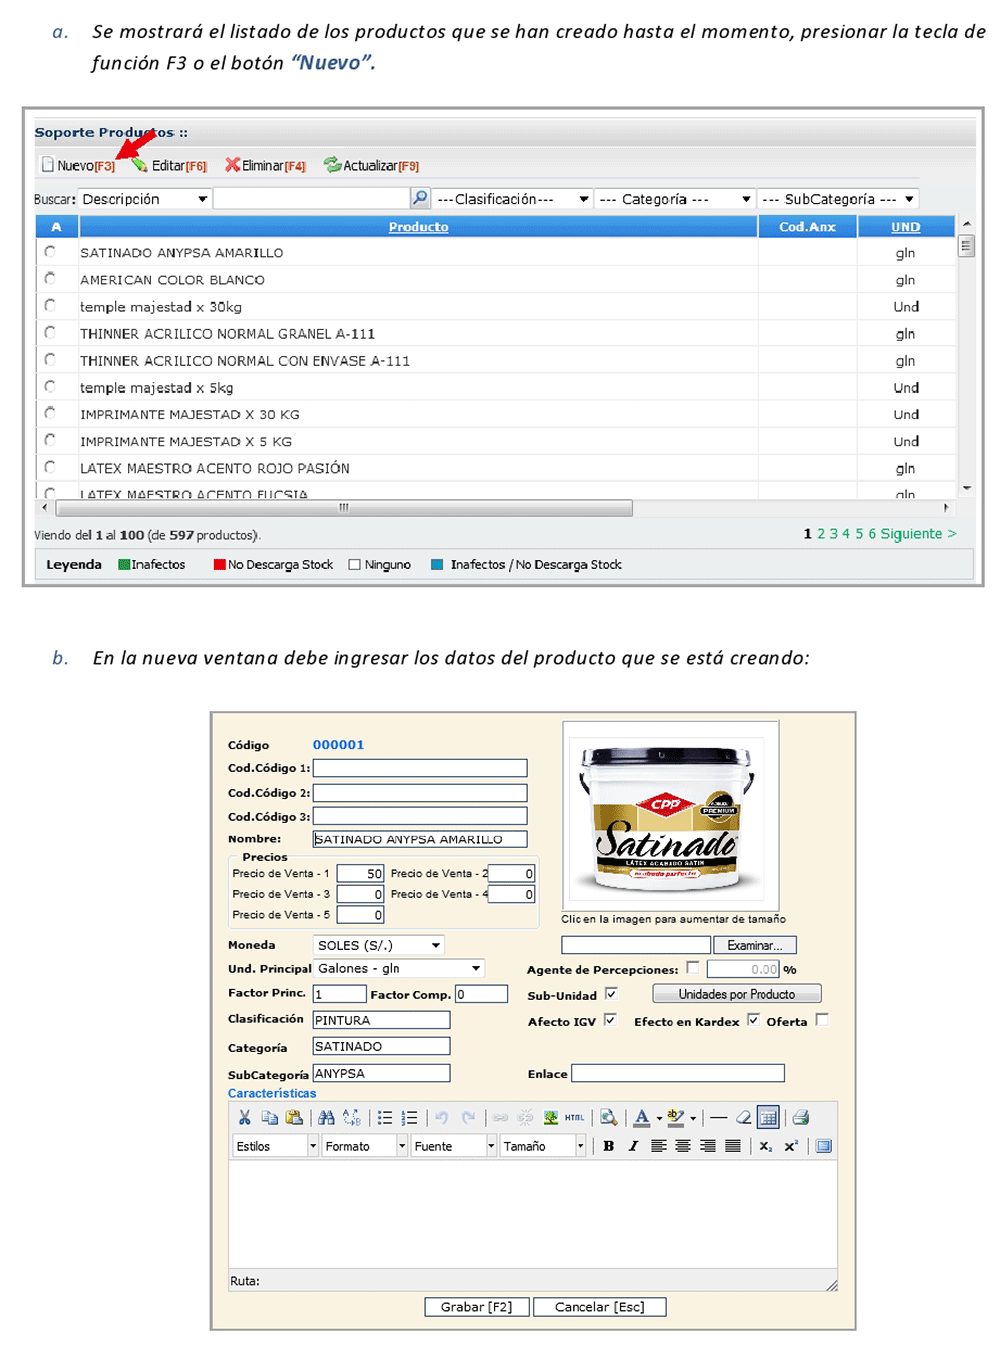 a. Se mostrará el listado de los productos que se han creado hasta el momento, presionar la tecla de
función F3 o el botón “Nuevo”.
Soporte Productos ::
Nuevo[F3] Editar[F6] Eliminar[F4] Actualizar[F9]
Buscar: Descripción ---Clasificación--- --- Categoría --- --- SubCategoría ---
A Producto Cod.Anx UND
SATINADO ANYPSA AMARILLO gln
AMERICAN COLOR BLANCO gln
temple majestad x 30kg Und
THINNER ACRILICO NORMAL GRANEL A-111 gln
THINNER ACRILICO NORMAL CON ENVASE A-111 gln
temple majestad x 5kg Und
IMPRIMANTE MAJESTAD X 30 KG Und
IMPRIMANTE MAJESTAD X 5 KG Und
LATEX MAESTRO ACENTO ROJO PASIÓN gln
LATEX MAESTRO ACENTO FUCSIA gln
Viendo del 1 al 100 (de 597 productos). 1 2 3 4 5 6 Siguiente >
Leyenda Inafectos No Descarga Stock Ninguno Inafectos / No Descarga Stock
b. En la nueva ventana debe ingresar los datos del producto que se está creando:
Código 000001
Cod.Código 1:
Cod.Código 2:
Cod.Código 3:
Nombre: SATINADO ANYPSA AMARILLO
Precios
Precio de Venta - 1 50 Precio de Venta - 2 0
Precio de Venta - 3 0 Precio de Venta - 4 0
Precio de Venta - 5 0
CPP
PREMIUM
Satinado
LÁTEX ACABADO SATIN
Acabado perfecto
Clic en la imagen para aumentar de tamaño
Moneda SOLES (S/.) Examinar...
Und. Principal Galones - gln Agente de Percepciones: 0.00 %
Factor Princ. 1 Factor Comp. 0 Sub-Unidad Unidades por Producto
Clasificación PINTURA Afecto IGV Efecto en Kardex Oferta
Categoría SATINADO
SubCategoría ANYPSA Enlace
Características
HTML
Estilos Formato Fuente Tamaño B I X₂ X²
Ruta:
Grabar [F2] Cancelar [Esc]